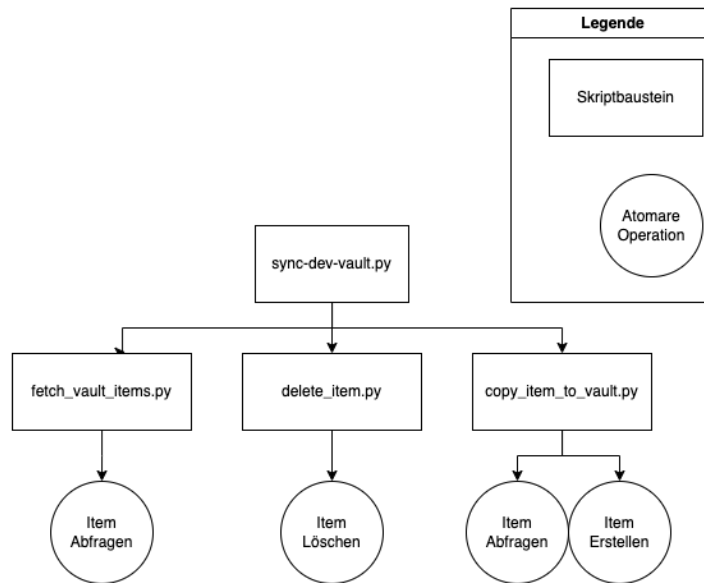 Legende
Skriptbaustein
Atomare
Operation
sync-dev-vault.py
fetch_vault_items.py
delete_item.py
copy_item_to_vault.py
Item
Abfragen
Item
Löschen
Item
Abfragen
Item
Erstellen